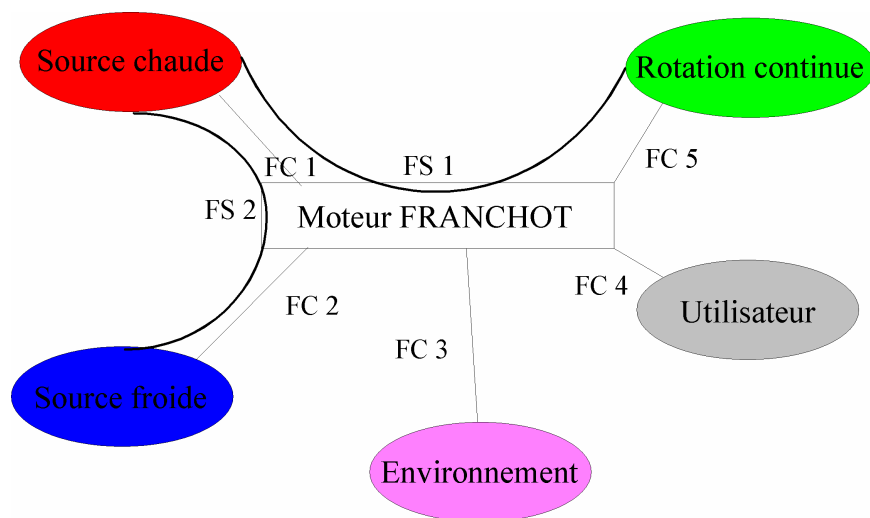 Source chaude
Rotation continue
FC 1
FS 1
FC 5
FS 2
Moteur FRANCHOT
FC 2
FC 4
Utilisateur
FC 3
Source froide
Environnement